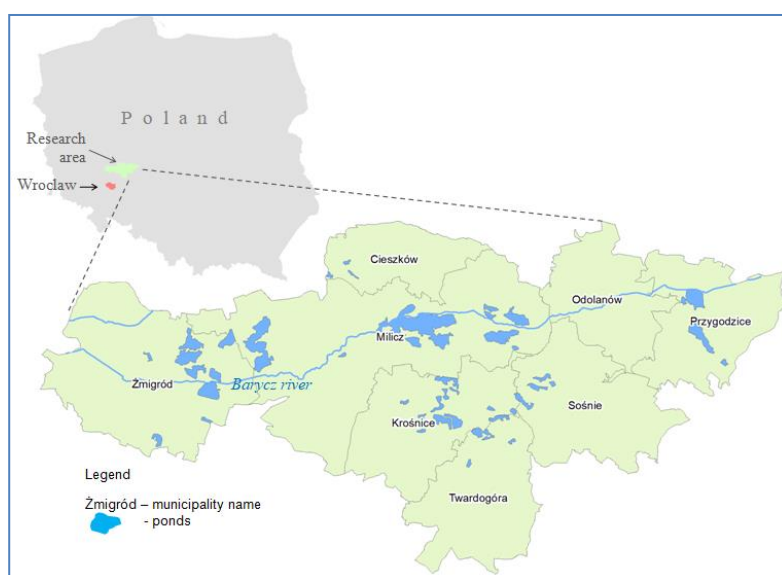 P o l a n d
Research
area
Wroclaw
Cieszków
Odolanów
Przygodzice
Milicz
Żmigród
Barycz river
Sośnie
Krośnice
Twardogóra
Legend
Żmigród – municipality name
- ponds